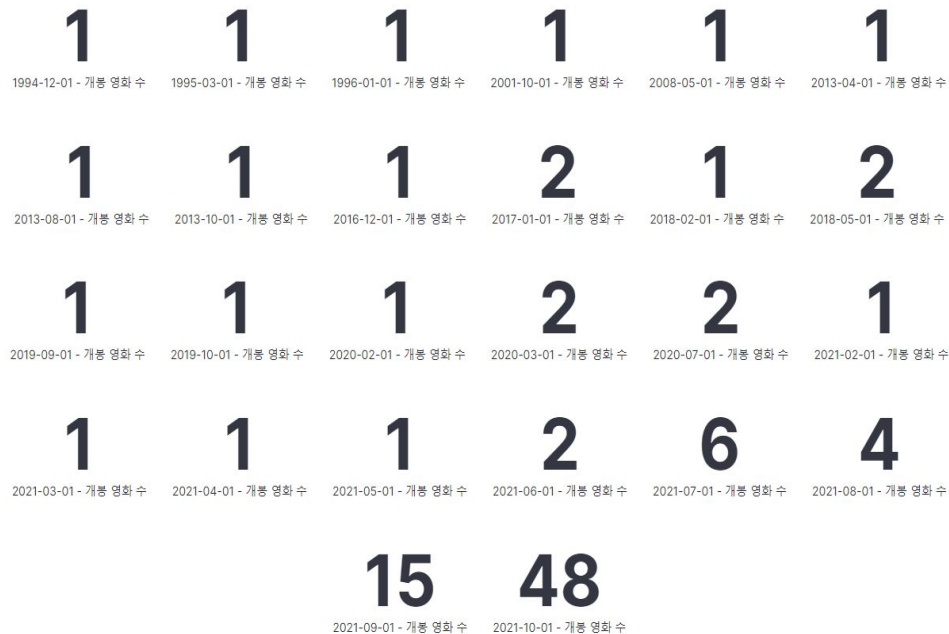 1 1 1 1 1 1
1994-12-01 - 개봉 영화 수 1995-03-01 - 개봉 영화 수 1996-01-01 - 개봉 영화 수 2001-10-01 - 개봉 영화 수 2008-05-01 - 개봉 영화 수 2013-04-01 - 개봉 영화 수
1 1 1 2 1 2
2013-08-01 - 개봉 영화 수 2013-10-01 - 개봉 영화 수 2016-12-01 - 개봉 영화 수 2017-01-01 - 개봉 영화 수 2018-02-01 - 개봉 영화 수 2018-05-01 - 개봉 영화 수
1 1 1 2 2 1
2019-09-01 - 개봉 영화 수 2019-10-01 - 개봉 영화 수 2020-02-01 - 개봉 영화 수 2020-03-01 - 개봉 영화 수 2020-07-01 - 개봉 영화 수 2021-02-01 - 개봉 영화 수
1 1 1 2 6 4
2021-03-01 - 개봉 영화 수 2021-04-01 - 개봉 영화 수 2021-05-01 - 개봉 영화 수 2021-06-01 - 개봉 영화 수 2021-07-01 - 개봉 영화 수 2021-08-01 - 개봉 영화 수
15 48
2021-09-01 - 개봉 영화 수 2021-10-01 - 개봉 영화 수